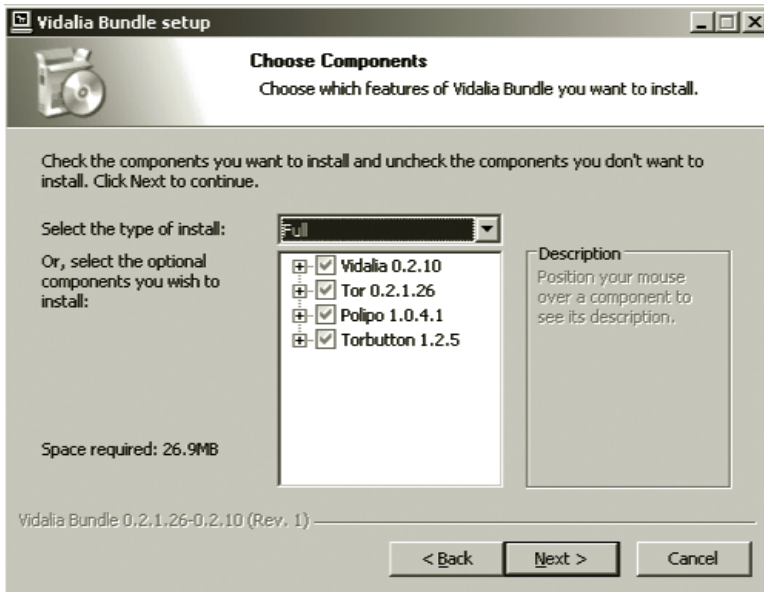 Vidalia Bundle setup
Choose Components
Choose which features of Vidalia Bundle you want to install.
Check the components you want to install and uncheck the components you don't want to
install. Click Next to continue.
Select the type of install:
Full
Or, select the optional
components you wish to
install:
Vidalia 0.2.10
Tor 0.2.1.26
Polipo 1.0.4.1
Torbutton 1.2.5
Description
Position your mouse
over a component to
see its description.
Space required: 26.9MB
Vidalia Bundle 0.2.1.26-0.2.10 (Rev. 1)
< Back
Next >
Cancel